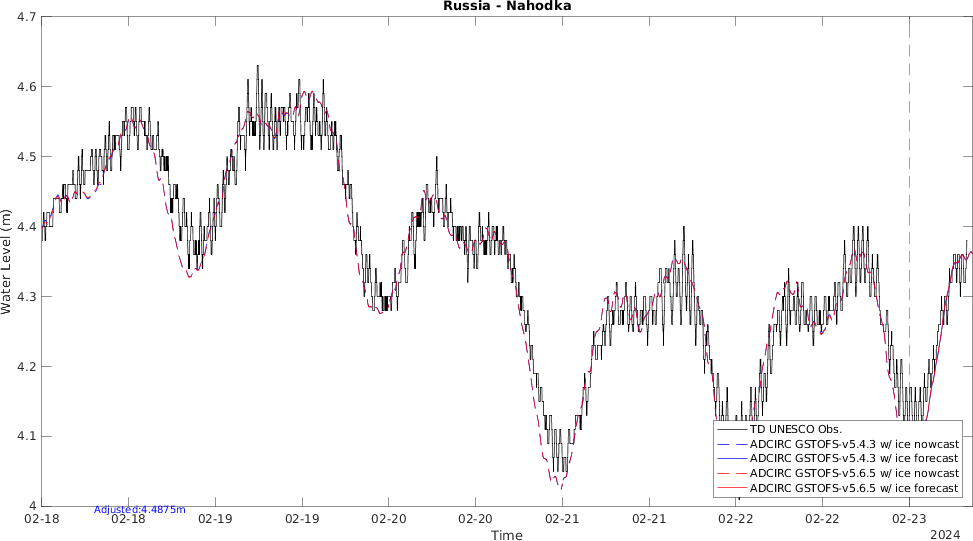 Russia - Nahodka
4.7
4.6
4.5
4.4
4.3
4.2
4.1
4
Water Level (m)
TD UNESCO Obs.
ADCIRC GSTOFS-v5.4.3 w/ ice nowcast
ADCIRC GSTOFS-v5.4.3 w/ ice forecast
ADCIRC GSTOFS-v5.6.5 w/ ice nowcast
ADCIRC GSTOFS-v5.6.5 w/ ice forecast
Adjusted:4.4875m
02-18 02-18 02-19 02-19 02-20 02-20 02-21 02-21 02-22 02-22 02-23
Time
2024